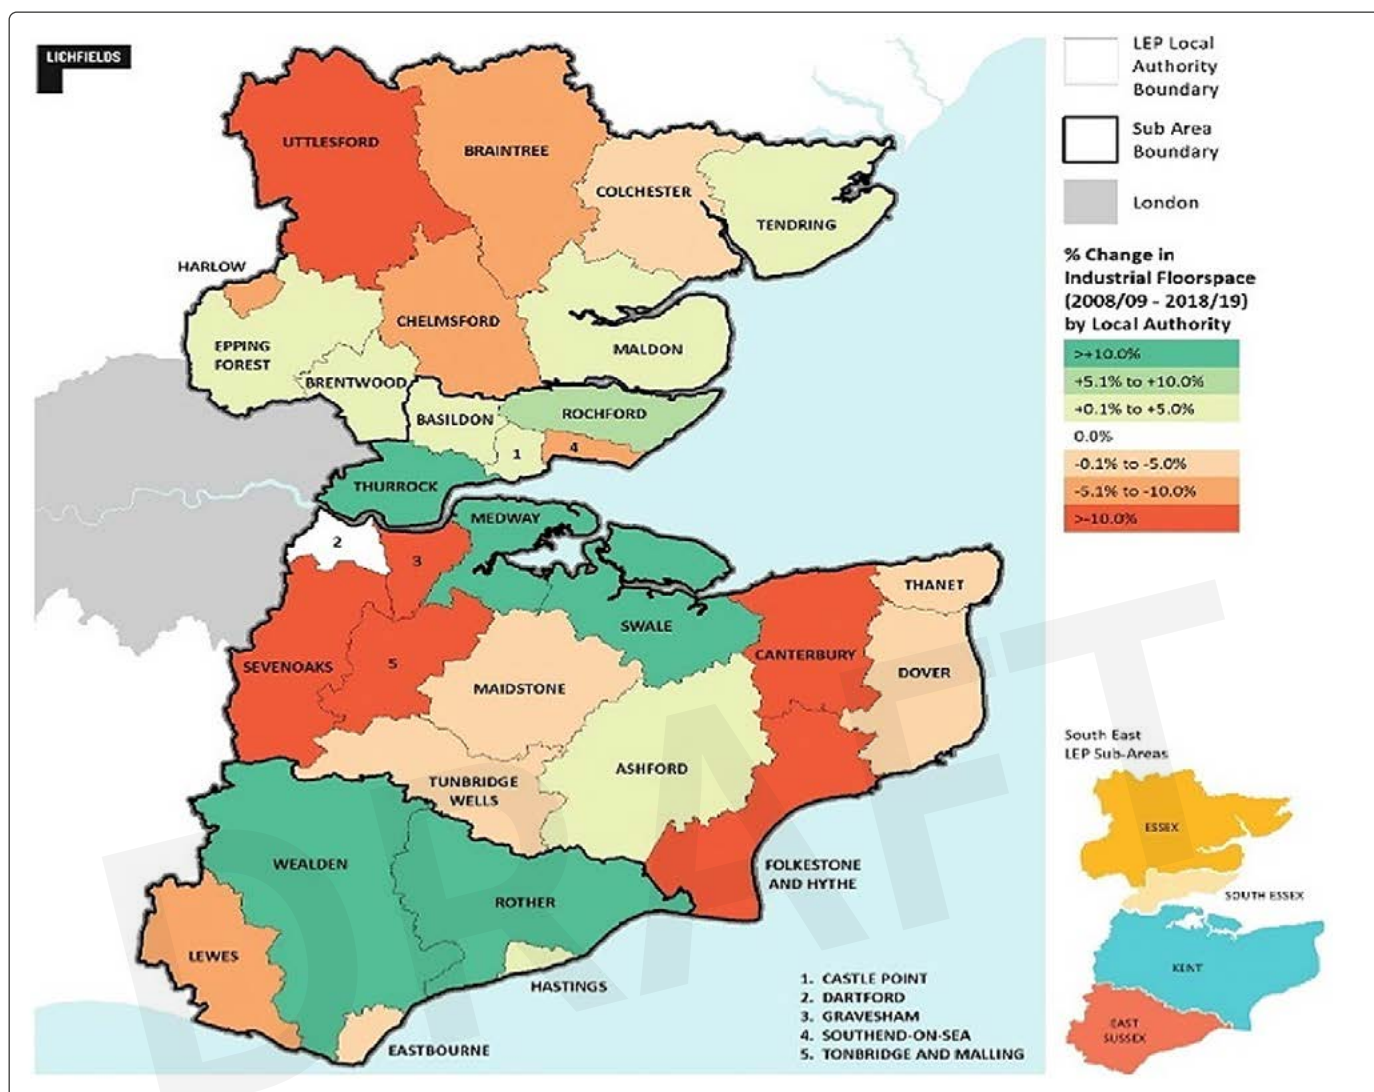 LICHFIELDS
UTTLESFORD
BRAINTREE
COLCHESTER
TENDRING
HARLOW
CHELMSFORD
EPPING
FOREST
MALDON
BRENTWOOD
BASILDON
ROCHFORD
1
4
THURROCK
MEDWAY
2
3
THANET
SWALE
SEVENOAKS
5
CANTERBURY
MAIDSTONE
DOVER
ASHFORD
TUNBRIDGE
WELLS
WEALDEN
FOLKESTONE
AND HYTHE
ROTHER
LEWES
HASTINGS
EASTBOURNE
1. CASTLE POINT
2. DARTFORD
3. GRAVESHAM
4. SOUTHEND-ON-SEA
5. TONBRIDGE AND MALLING
LEP Local
Authority
Boundary
Sub Area
Boundary
London
% Change in
Industrial Floorspace
(2008/09 - 2018/19)
by Local Authority
>+10.0%
+5.1% to +10.0%
+0.1% to +5.0%
0.0%
-0.1% to -5.0%
-5.1% to -10.0%
>-10.0%
South East
LEP Sub-Areas
ESSEX
SOUTH ESSEX
KENT
EAST
SUSSEX
DRAFT